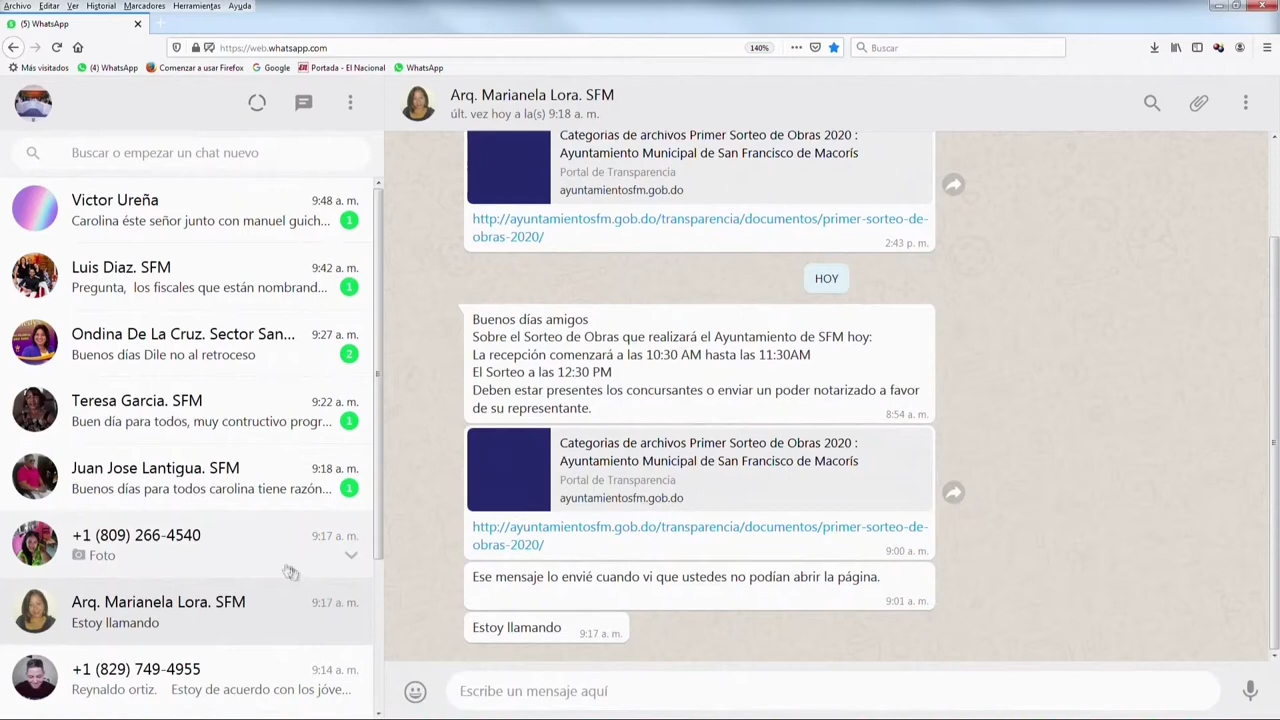 Archivo Editar Ver Historial Marcadores Herramientas Ayuda
(5) WhatsApp
https://web.whatsapp.com
140%
Buscar
Más visitados (4) WhatsApp Comenzar a usar Firefox Google Portada - El Nacional WhatsApp
Buscar o empezar un chat nuevo
Victor Ureña 9:48 a. m.
Carolina éste señor junto con manuel guich... 1
Luis Diaz. SFM 9:42 a. m.
Pregunta, los fiscales que están nombrand... 1
Ondina De La Cruz. Sector San... 9:27 a. m.
Buenos días Dile no al retroceso 2
Teresa Garcia. SFM 9:22 a. m.
Buen día para todos, muy contructivo progr... 1
Juan Jose Lantigua. SFM 9:18 a. m.
Buenos días para todos carolina tiene razón... 1
+1 (809) 266-4540 9:17 a. m.
Foto
Arq. Marianela Lora. SFM 9:17 a. m.
Estoy llamando
+1 (829) 749-4955 9:14 a. m.
Reynaldo ortiz. Estoy de acuerdo con los jóve...
Arq. Marianela Lora. SFM
últ. vez hoy a la(s) 9:18 a. m.
Categorias de archivos Primer Sorteo de Obras 2020 :
Ayuntamiento Municipal de San Francisco de Macorís
Portal de Transparencia
ayuntamientosfm.gob.do
http://ayuntamientosfm.gob.do/transparencia/documentos/primer-sorteo-de-
obras-2020/
2:43 p. m.
HOY
Buenos días amigos
Sobre el Sorteo de Obras que realizará el Ayuntamiento de SFM hoy:
La recepción comenzará a las 10:30 AM hasta las 11:30AM
El Sorteo a las 12:30 PM
Deben estar presentes los concursantes o enviar un poder notarizado a favor
de su representante.
8:54 a. m.
Categorias de archivos Primer Sorteo de Obras 2020 :
Ayuntamiento Municipal de San Francisco de Macorís
Portal de Transparencia
ayuntamientosfm.gob.do
http://ayuntamientosfm.gob.do/transparencia/documentos/primer-sorteo-de-
obras-2020/
9:00 a. m.
Ese mensaje lo envié cuando vi que ustedes no podían abrir la página.
9:01 a. m.
Estoy llamando 9:17 a. m.
Escribe un mensaje aquí